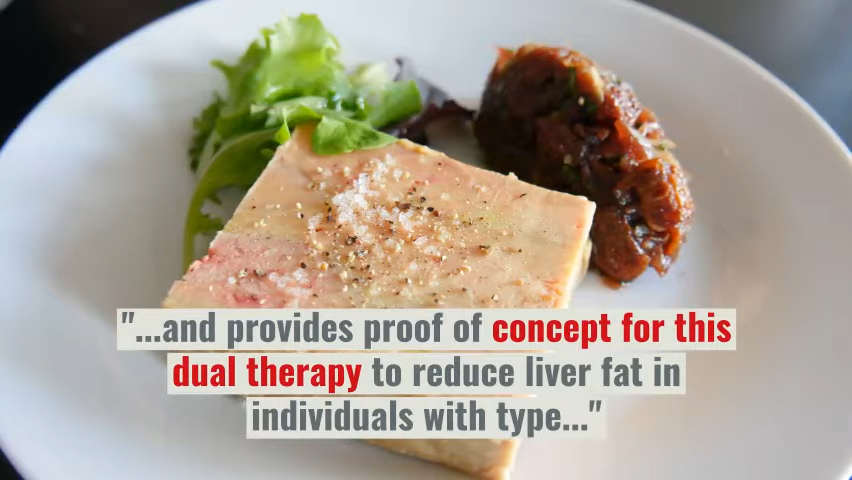 "...and provides proof of concept for this
dual therapy to reduce liver fat in
individuals with type..."